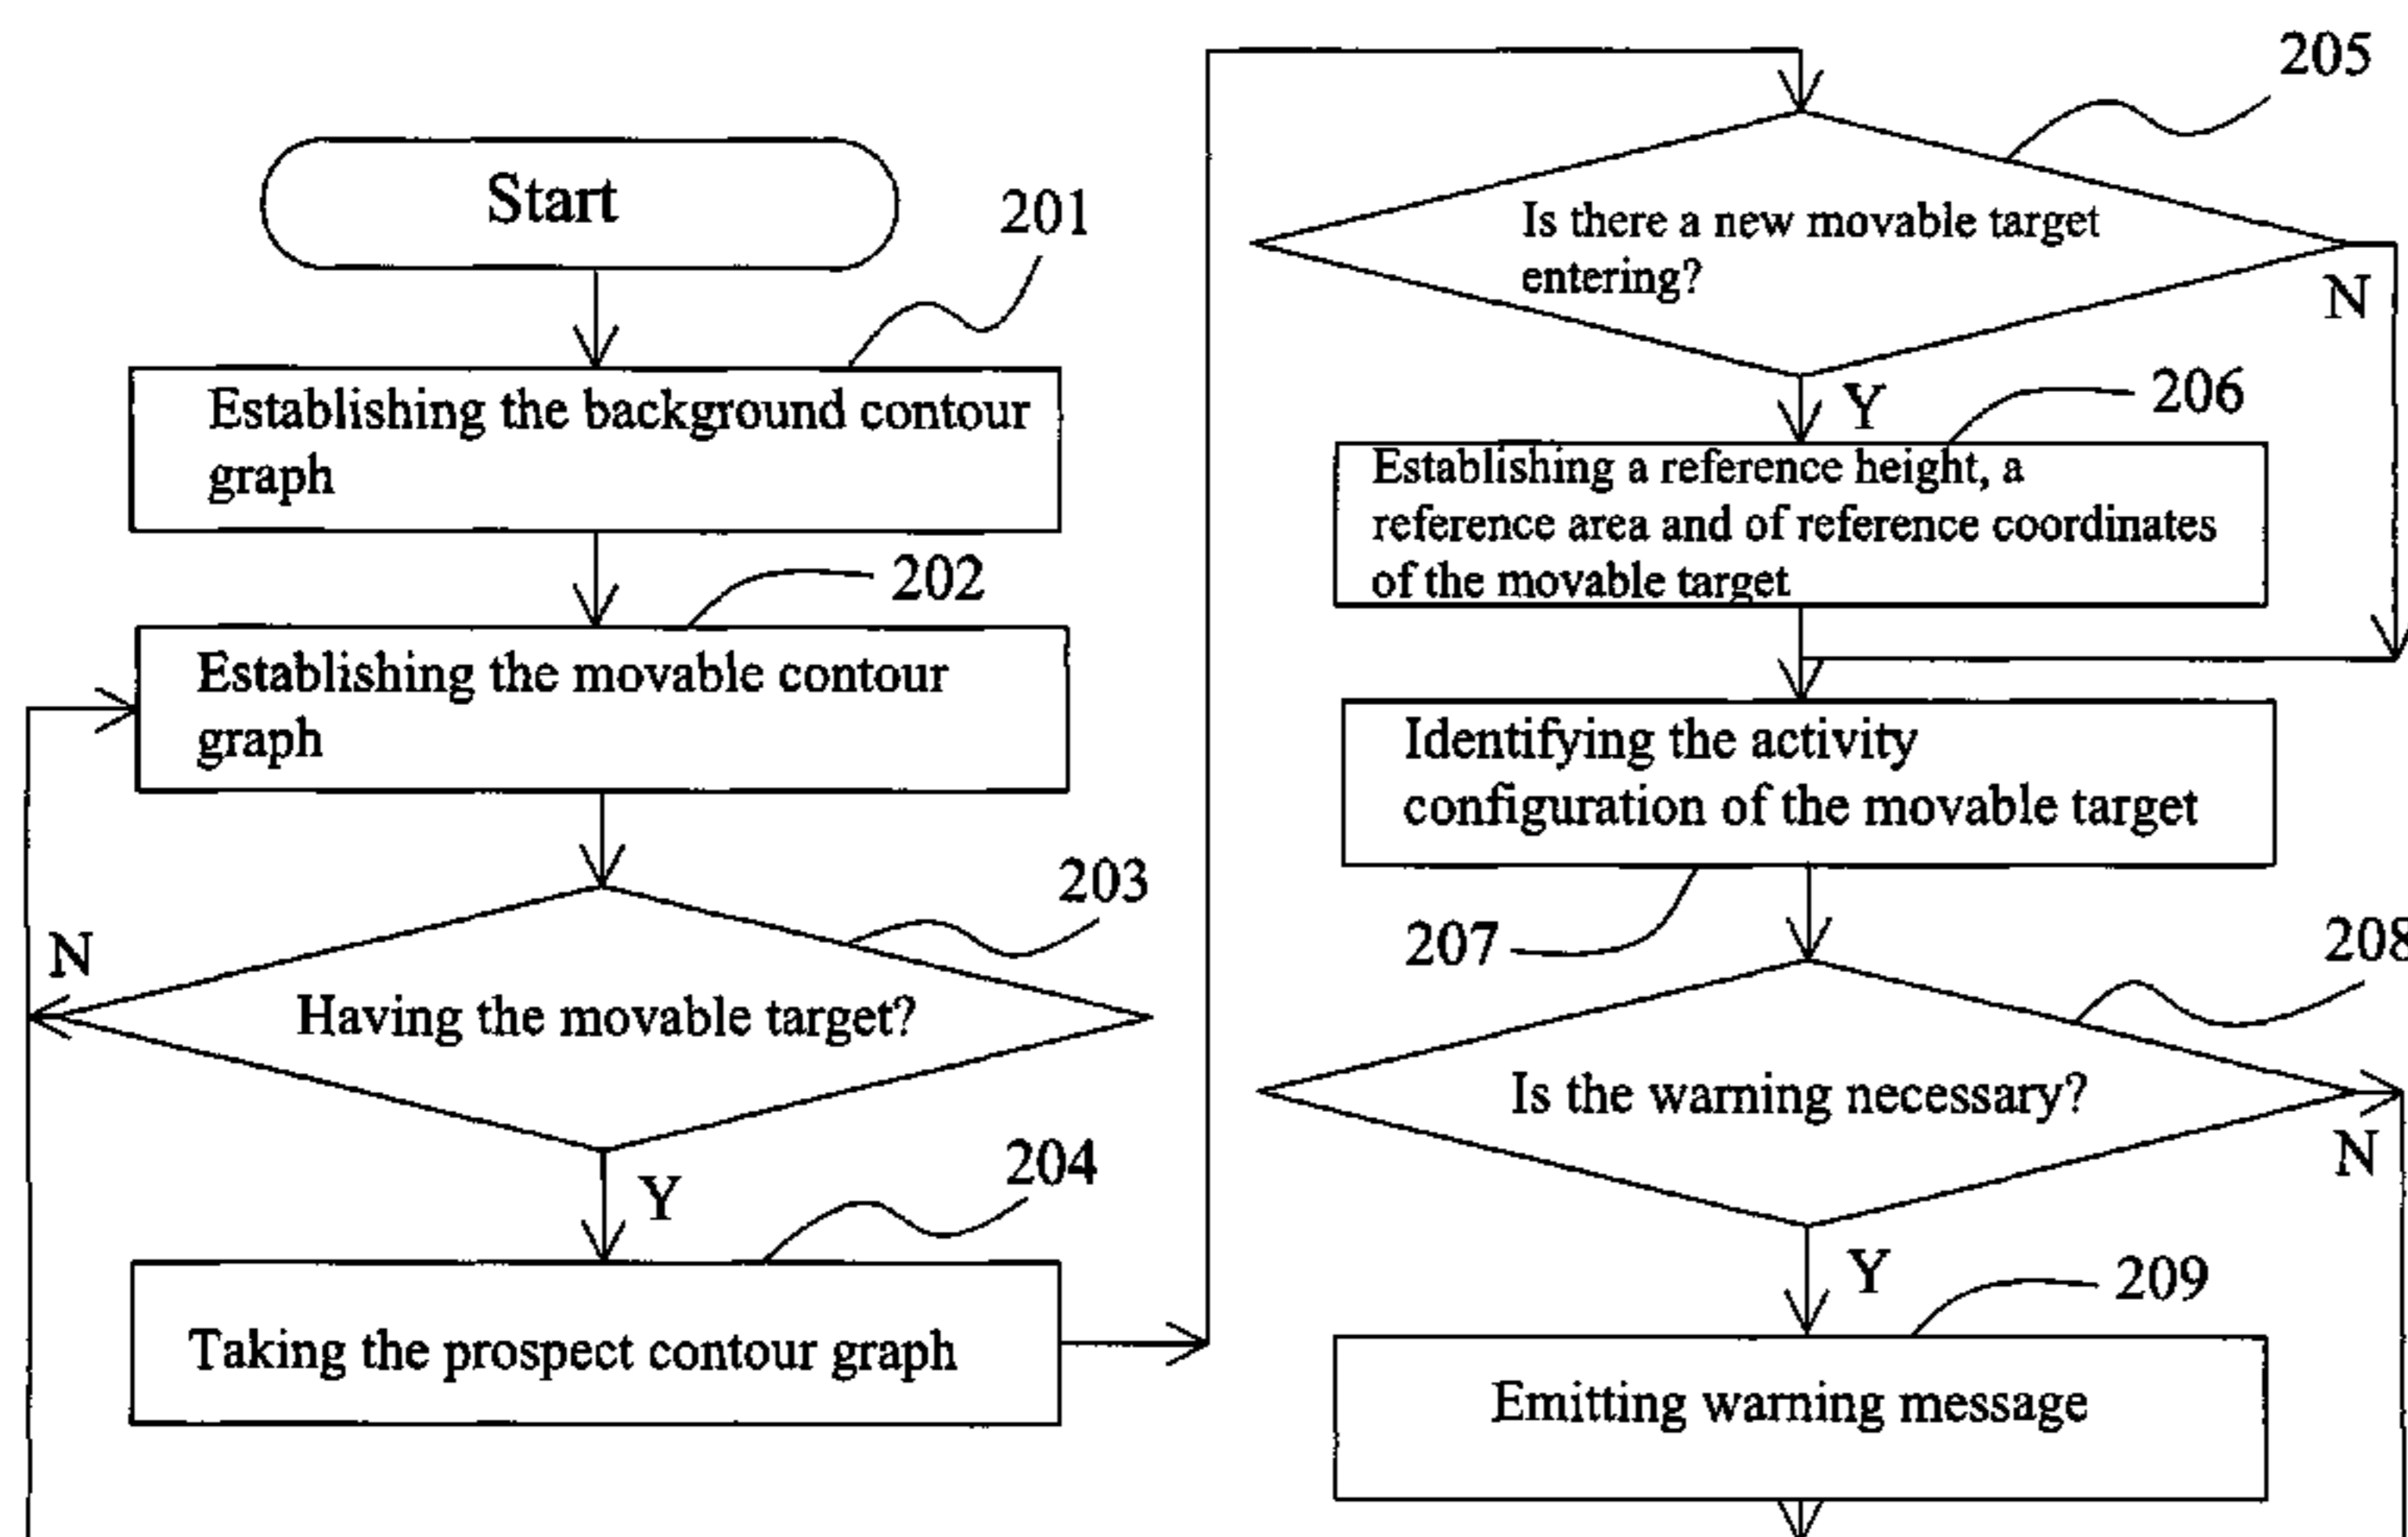 Start
201
Establishing the background contour
graph
202
Establishing the movable contour
graph
203
N
Having the movable target?
Y
204
Taking the prospect contour graph
205
Is there a new movable target
entering?
N
Y
206
Establishing a reference height, a
reference area and of reference coordinates
of the movable target
Identifying the activity
configuration of the movable target
207
208
Is the warning necessary?
N
Y
209
Emitting warning message